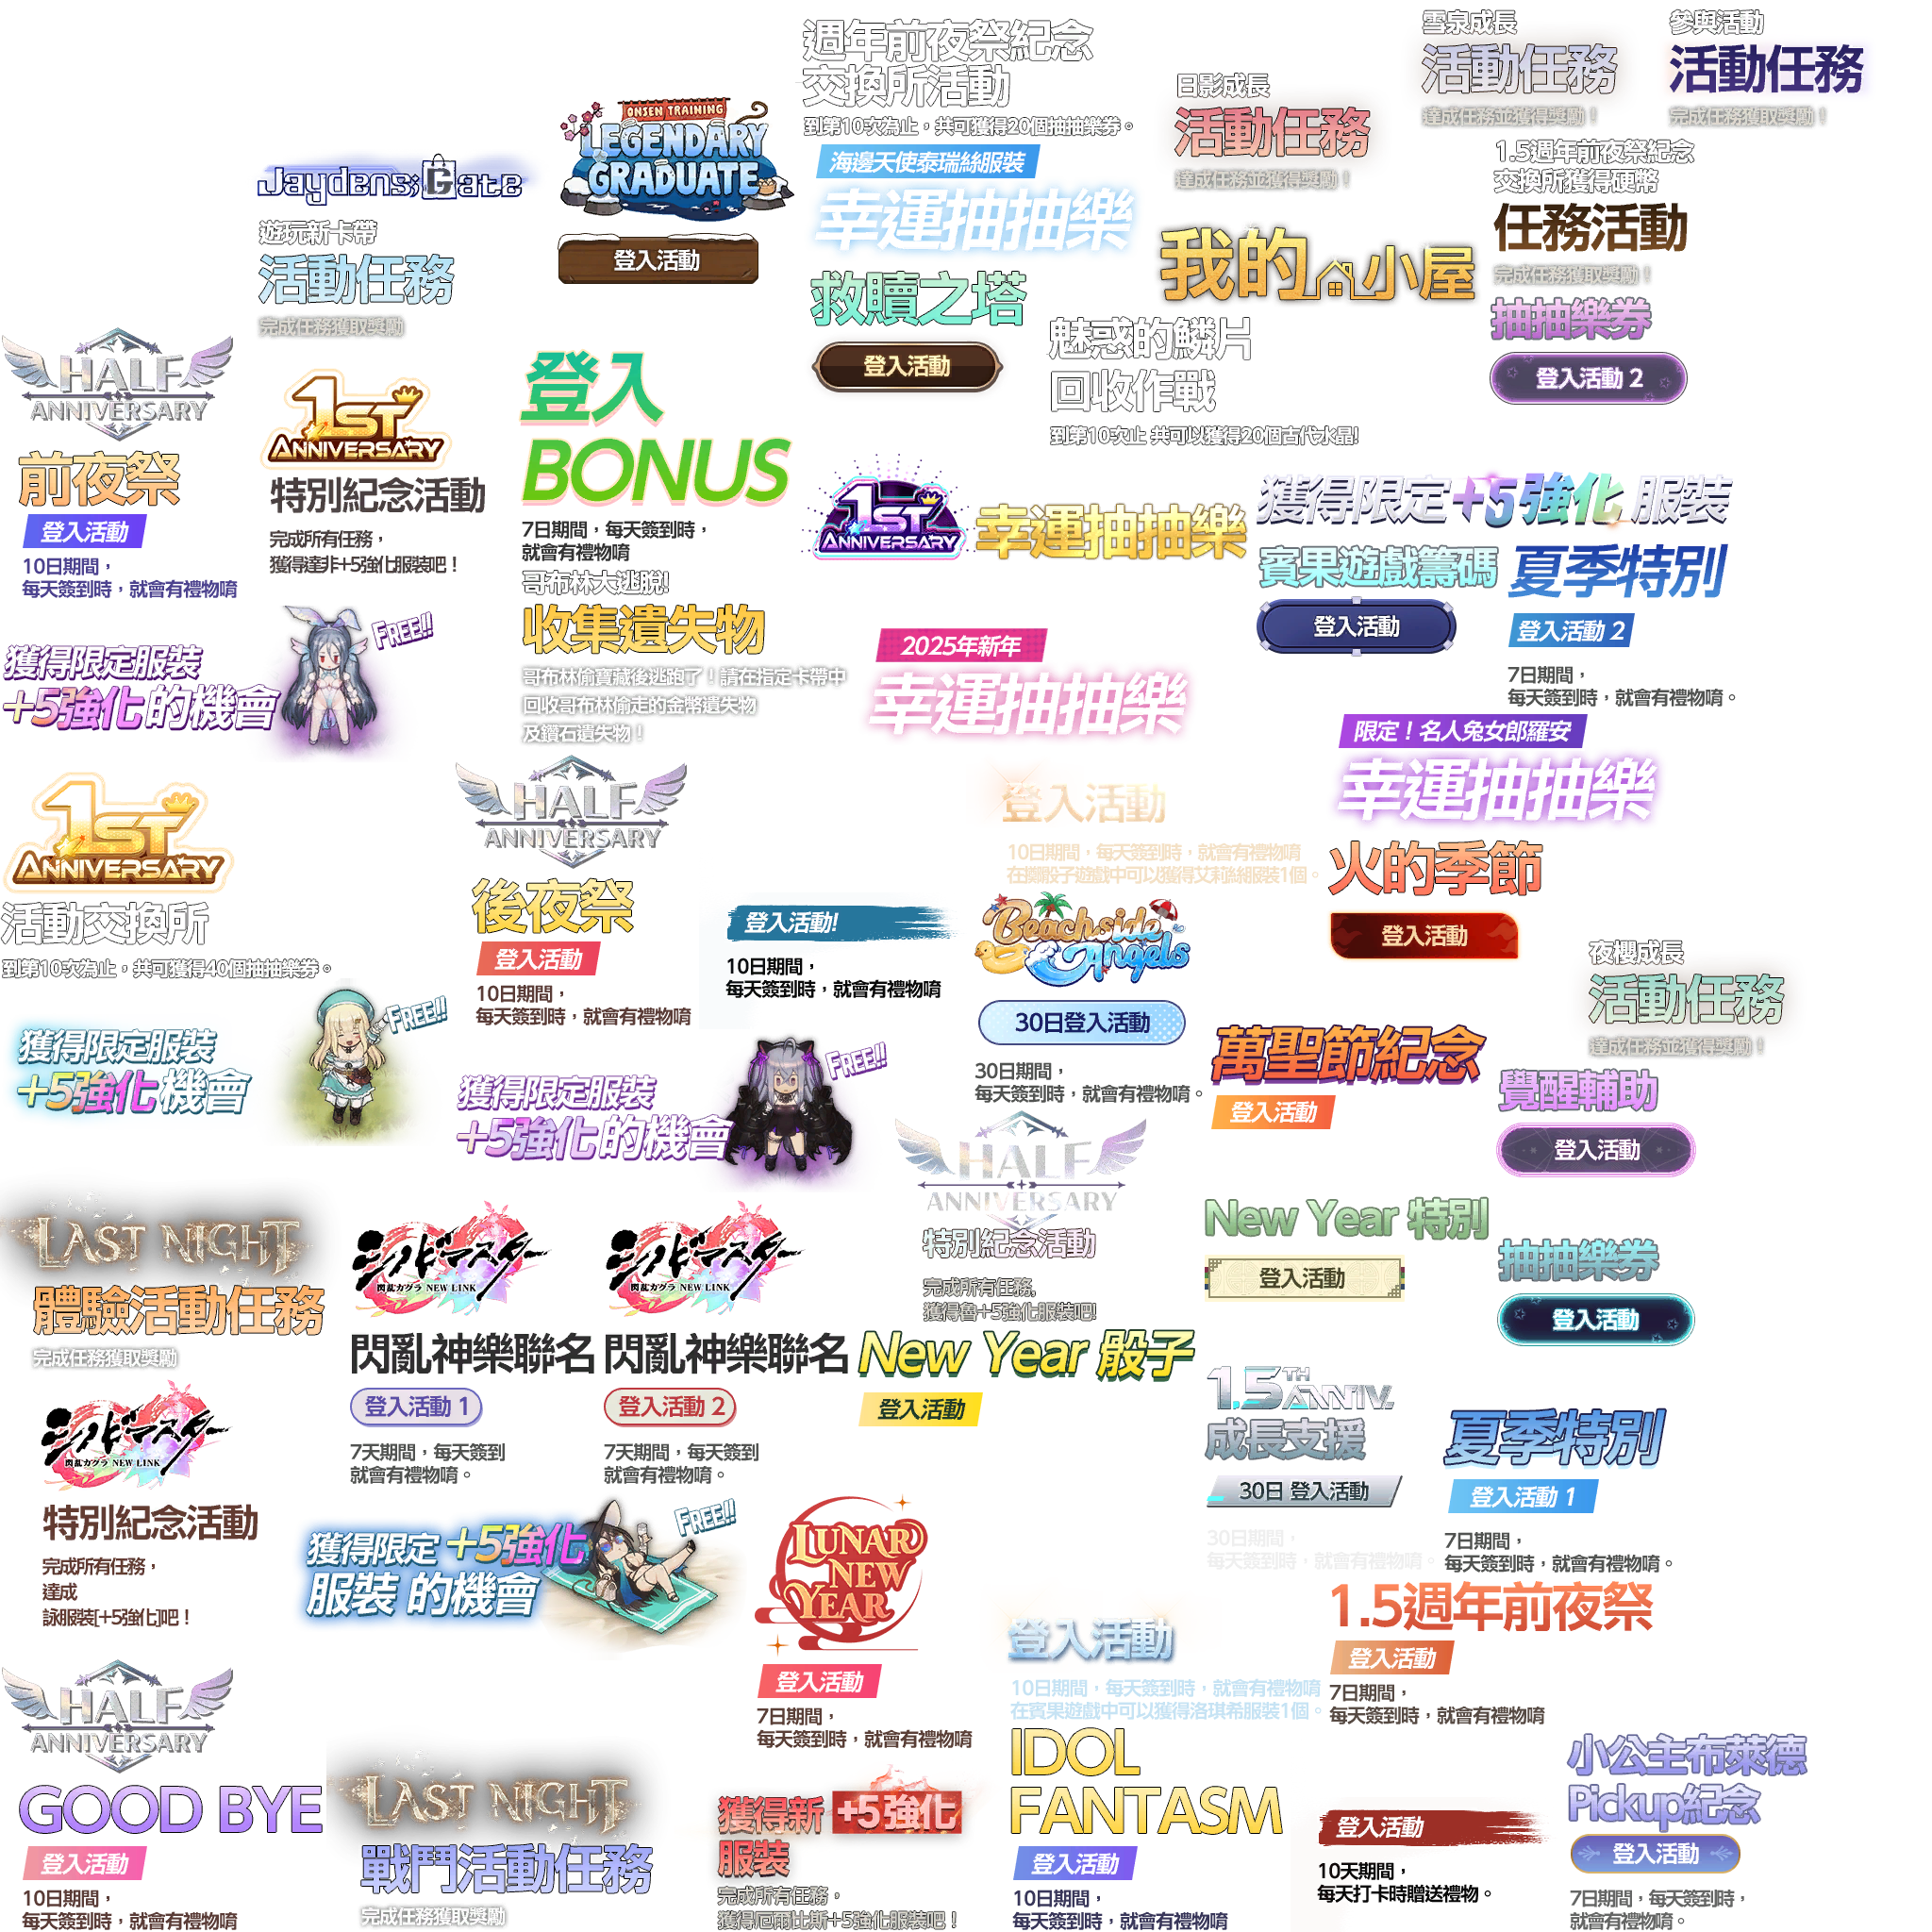 週年前夜祭紀念
交換所活動
到第10次為止，共可獲得20個抽抽樂券。
雪泉成長
活動任務
達成任務並獲得獎勵！
參與活動
活動任務
完成任務獲取獎勵！
日影成長
活動任務
達成任務並獲得獎勵！
ONSEN TRAINING
LEGENDARY
GRADUATE
登入活動
Jaydens;Gate
遊玩新卡帶
活動任務
完成任務獲取獎勵
海邊天使泰瑞絲服裝
幸運抽抽樂
1.5週年前夜祭紀念
交換所獲得硬幣
任務活動
完成任務獲取獎勵！
我的小屋
救贖之塔
登入活動
抽抽樂券
登入活動 2
魅惑的鱗片
回收作戰
到第10次止 共可以獲得20個古代水晶!
HALF
ANNIVERSARY
前夜祭
登入活動
10日期間，
每天簽到時，就會有禮物唷
1ST
ANNIVERSARY
特別紀念活動
完成所有任務，
獲得達非+5強化服裝吧！
登入
BONUS
7日期間，每天簽到時，
就會有禮物唷
哥布林大逃脫!
收集遺失物
哥布林偷寶藏後逃跑了！請在指定卡帶中
回收哥布林偷走的金幣遺失物
及鑽石遺失物！
1ST
ANNIVERSARY
幸運抽抽樂
獲得限定+5強化 服裝
賓果遊戲籌碼
登入活動
夏季特別
登入活動 2
7日期間，
每天簽到時，就會有禮物唷。
獲得限定服裝
+5強化的機會
FREE!!
2025年新年
幸運抽抽樂
限定！名人兔女郎羅安
幸運抽抽樂
1ST
ANNIVERSARY
活動交換所
到第10次為止，共可獲得40個抽抽樂券。
HALF
ANNIVERSARY
後夜祭
登入活動
10日期間，
每天簽到時，就會有禮物唷
登入活動!
10日期間，
每天簽到時，就會有禮物唷
登入活動
10日期間，每天簽到時，就會有禮物唷
在擲骰子遊戲中可以獲得艾莉絲服裝1個。
Beachside
Angels
30日登入活動
30日期間，
每天簽到時，就會有禮物唷。
火的季節
登入活動
夜櫻成長
活動任務
達成任務並獲得獎勵！
獲得限定服裝
+5強化機會
FREE!!
獲得限定服裝
+5強化的機會
FREE!!
萬聖節紀念
登入活動
覺醒輔助
登入活動
HALF
ANNIVERSARY
特別紀念活動
完成所有任務,
獲得魯+5強化服裝吧!
LAST NIGHT
體驗活動任務
完成任務獲取獎勵
シノビマスター
閃乱カグラ NEW LINK
閃亂神樂聯名
登入活動 1
7天期間，每天簽到
就會有禮物唷。
シノビマスター
閃乱カグラ NEW LINK
閃亂神樂聯名
登入活動 2
7天期間，每天簽到
就會有禮物唷。
New Year 特別
登入活動
抽抽樂券
登入活動
New Year 骰子
登入活動
シノビマスター
閃乱カグラ NEW LINK
特別紀念活動
完成所有任務，
達成
詠服裝[+5強化]吧！
1.5TH ANNIV.
成長支援
30日 登入活動
30日期間，
每天簽到時，就會有禮物唷。
夏季特別
登入活動 1
7日期間，
每天簽到時，就會有禮物唷。
獲得限定 +5強化
服裝 的機會
FREE!!
LUNAR
NEW
YEAR
登入活動
7日期間，
每天簽到時，就會有禮物唷
登入活動
10日期間，每天簽到時，就會有禮物唷
在賓果遊戲中可以獲得洛琪希服裝1個。
1.5週年前夜祭
登入活動
7日期間，
每天簽到時，就會有禮物唷
HALF
ANNIVERSARY
GOOD BYE
登入活動
10日期間，
每天簽到時，就會有禮物唷
LAST NIGHT
戰鬥活動任務
完成任務獲取獎勵
獲得新 +5強化
服裝
完成所有任務，
獲得厄爾比斯+5強化服裝吧！
IDOL
FANTASM
登入活動
10日期間，
每天簽到時，就會有禮物唷
登入活動
10天期間，
每天打卡時贈送禮物。
小公主布萊德
Pickup紀念
登入活動
7日期間，每天簽到時，
就會有禮物唷。